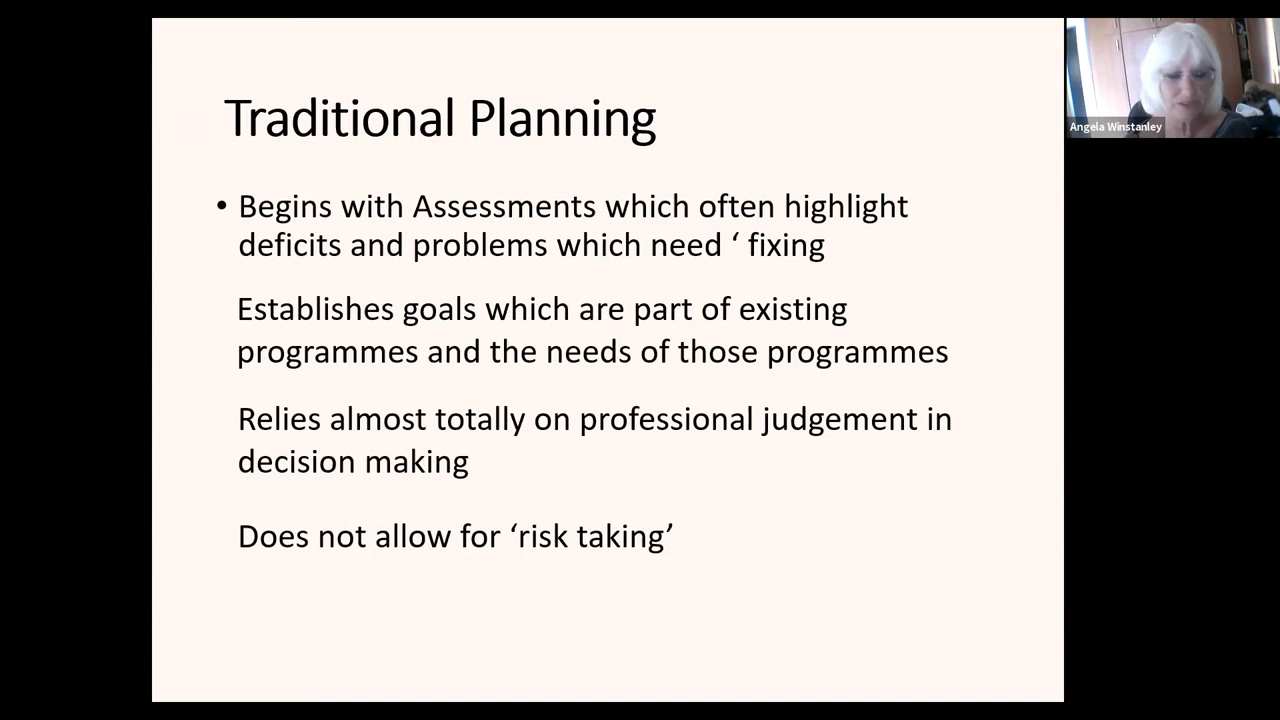 Traditional Planning
• Begins with Assessments which often highlight
deficits and problems which need ‘ fixing
Establishes goals which are part of existing
programmes and the needs of those programmes
Relies almost totally on professional judgement in
decision making
Does not allow for ‘risk taking’
Angela Winstanley